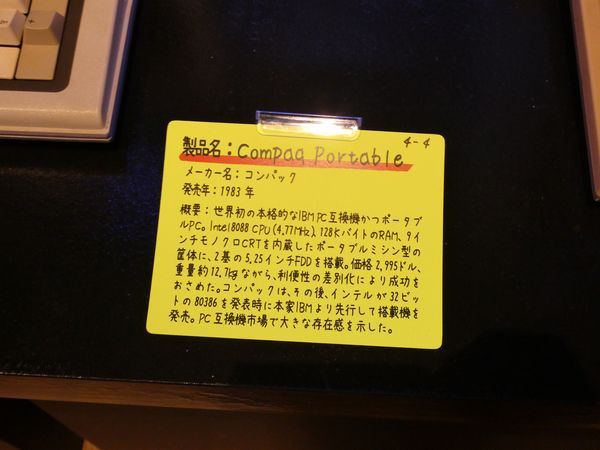 4-4
製品名：Compaq Portable
メーカー名：コンパック
発売年：1983年
概要：世界初の本格的なIBM PC互換機かつポータブ
ルPC。Intel 8088 CPU (4.77MHz)、128KバイトのRAM、9イ
ンチモノクロCRTを内蔵したポータブルミシン型の
筐体に、2基の5.25インチFDDを搭載。価格2,995ドル、
重量約12.7kgながら、利便性の差別化により成功を
おさめた。コンパックは、その後、インテルが32ビッ
トの80386を発表時に本家IBMより先行して搭載機を
発売。PC互換機市場で大きな存在感を示した。